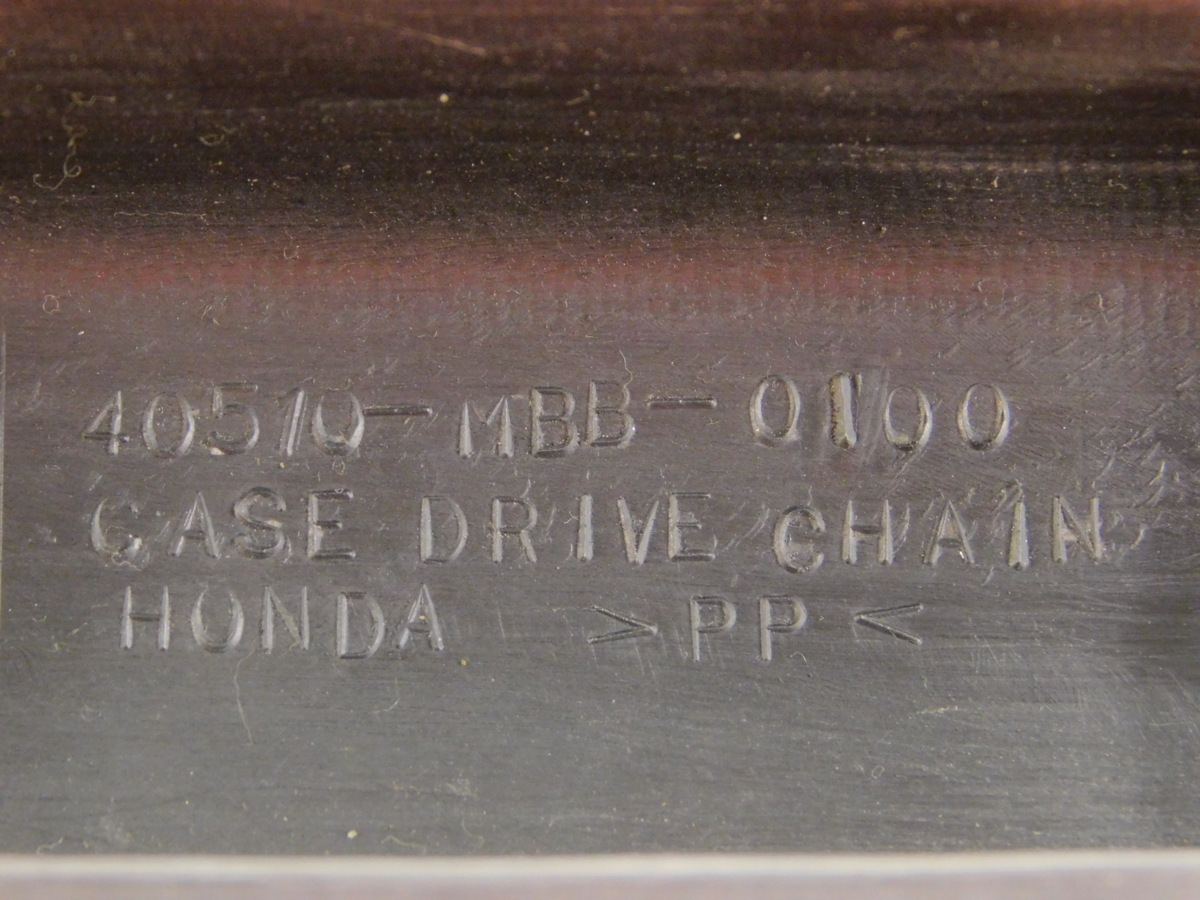 40510-MBB-0100
CASE DRIVE CHAIN
HONDA >PP<